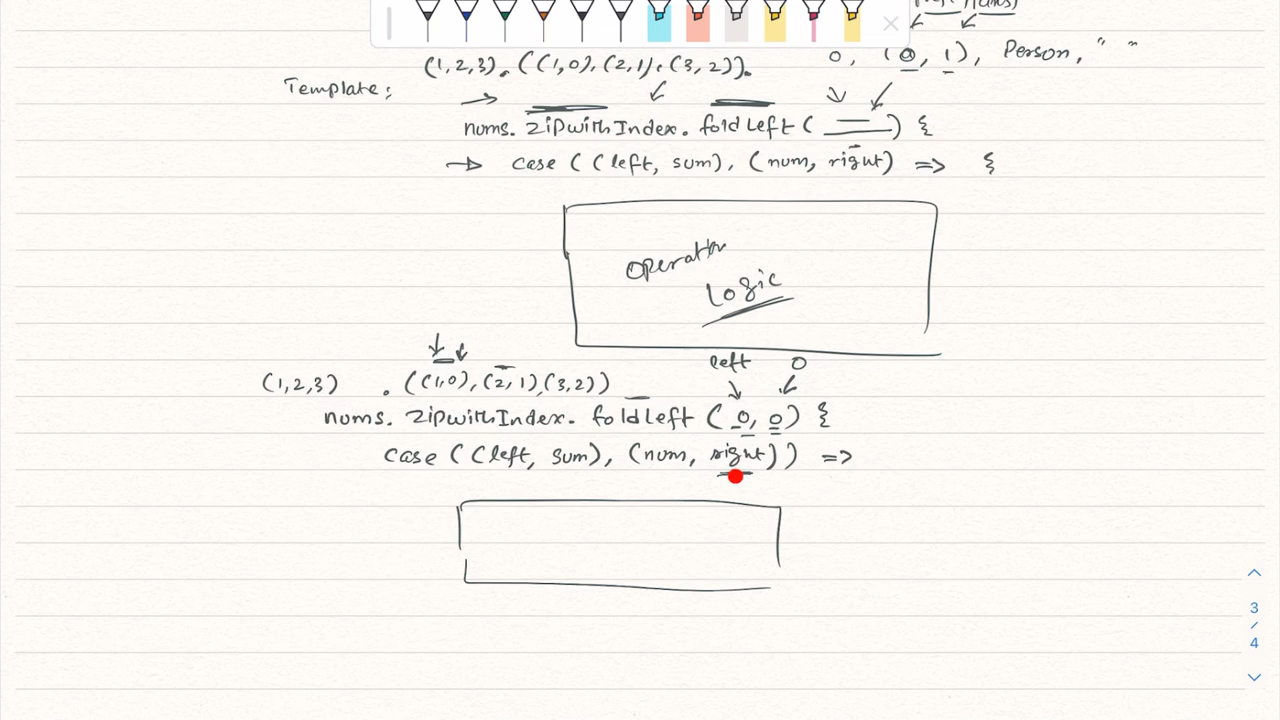 (1,2,3). ((1,0),(2,1),(3,2)).
0, (0, 1), Person, " "
Template:
nums. zipwithIndex. foldLeft ( ) {
case ((left, sum), (num, right) => {
Operation
Logic
left 0
(1,2,3) . ((1,0),(2,1),(3,2))
nums. zipwithIndex. foldLeft (0, 0) {
case ((left, sum), (num, right)) =>
3
/
4